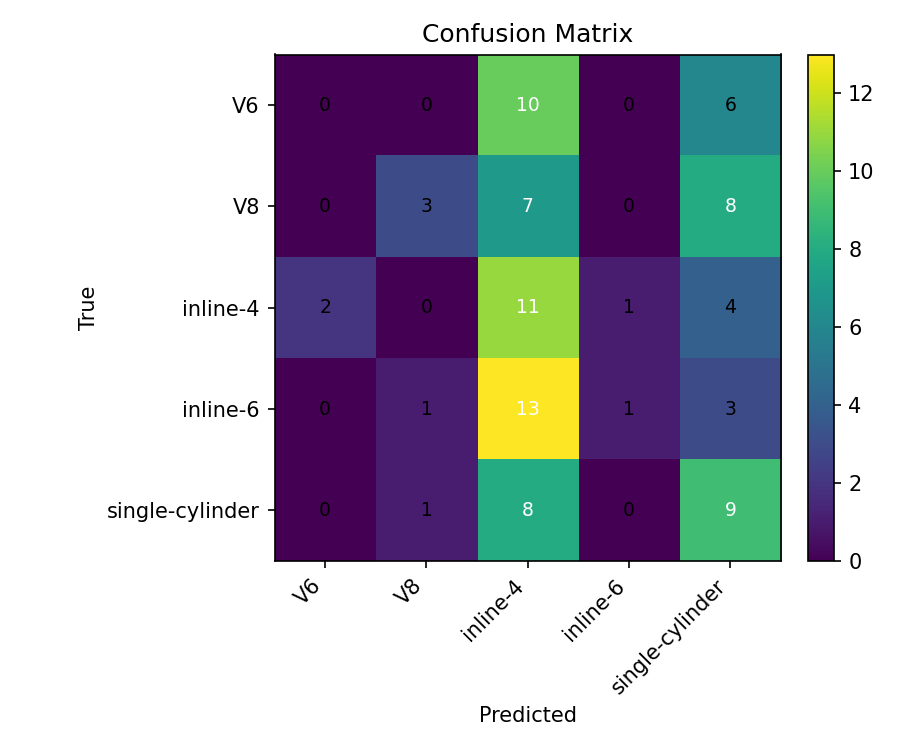 Confusion Matrix
True
V6 0 0 10 0 6
V8 0 3 7 0 8
inline-4 2 0 11 1 4
inline-6 0 1 13 1 3
single-cylinder 0 1 8 0 9
V6 V8 inline-4 inline-6 single-cylinder
Predicted
12
10
8
6
4
2
0